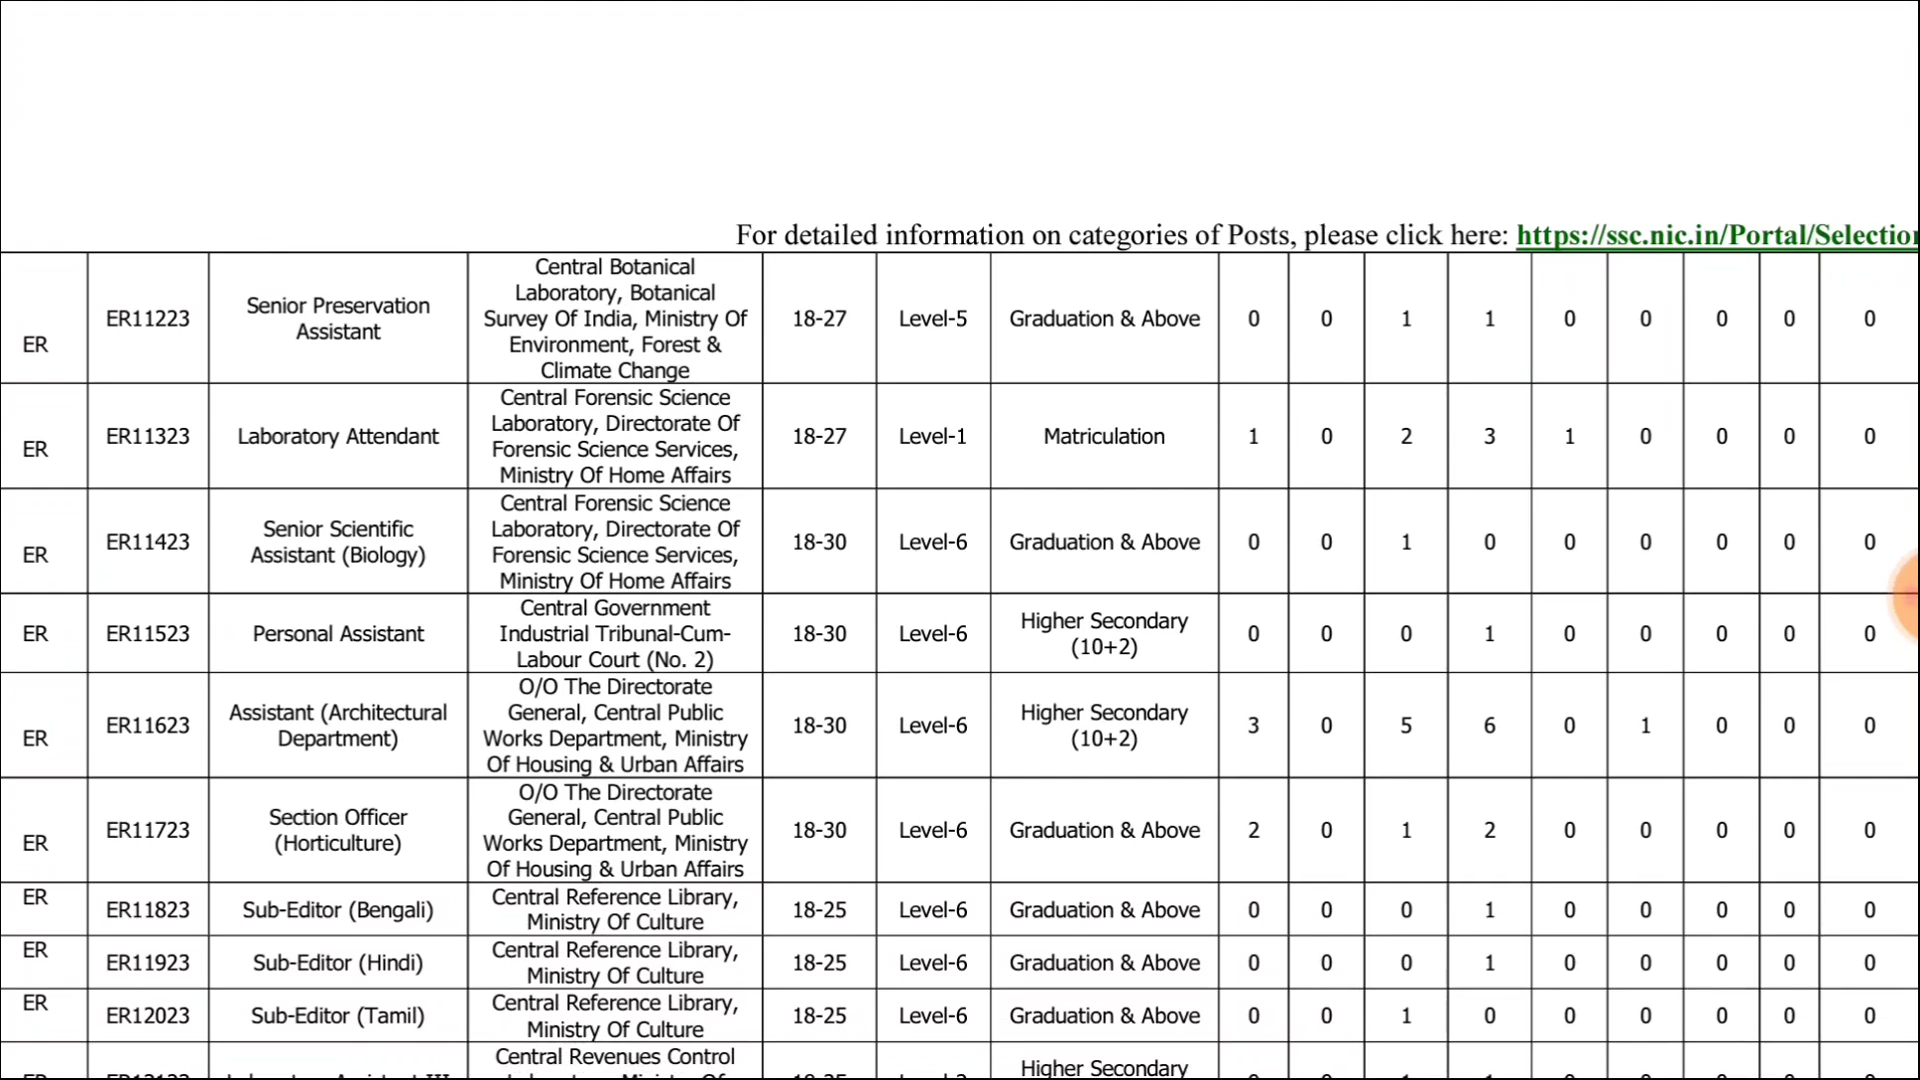 For detailed information on categories of Posts, please click here: https://ssc.nic.in/Portal/Selection
ER ER11223 Senior Preservation Assistant Central Botanical Laboratory, Botanical Survey Of India, Ministry Of Environment, Forest & Climate Change 18-27 Level-5 Graduation & Above 0 0 1 1 0 0 0 0 0
ER ER11323 Laboratory Attendant Central Forensic Science Laboratory, Directorate Of Forensic Science Services, Ministry Of Home Affairs 18-27 Level-1 Matriculation 1 0 2 3 1 0 0 0 0
ER ER11423 Senior Scientific Assistant (Biology) Central Forensic Science Laboratory, Directorate Of Forensic Science Services, Ministry Of Home Affairs 18-30 Level-6 Graduation & Above 0 0 1 0 0 0 0 0 0
ER ER11523 Personal Assistant Central Government Industrial Tribunal-Cum-Labour Court (No. 2) 18-30 Level-6 Higher Secondary (10+2) 0 0 0 1 0 0 0 0 0
ER ER11623 Assistant (Architectural Department) O/O The Directorate General, Central Public Works Department, Ministry Of Housing & Urban Affairs 18-30 Level-6 Higher Secondary (10+2) 3 0 5 6 0 1 0 0 0
ER ER11723 Section Officer (Horticulture) O/O The Directorate General, Central Public Works Department, Ministry Of Housing & Urban Affairs 18-30 Level-6 Graduation & Above 2 0 1 2 0 0 0 0 0
ER ER11823 Sub-Editor (Bengali) Central Reference Library, Ministry Of Culture 18-25 Level-6 Graduation & Above 0 0 0 1 0 0 0 0 0
ER ER11923 Sub-Editor (Hindi) Central Reference Library, Ministry Of Culture 18-25 Level-6 Graduation & Above 0 0 0 1 0 0 0 0 0
ER ER12023 Sub-Editor (Tamil) Central Reference Library, Ministry Of Culture 18-25 Level-6 Graduation & Above 0 0 1 0 0 0 0 0 0
Central Revenues Control Higher Secondary